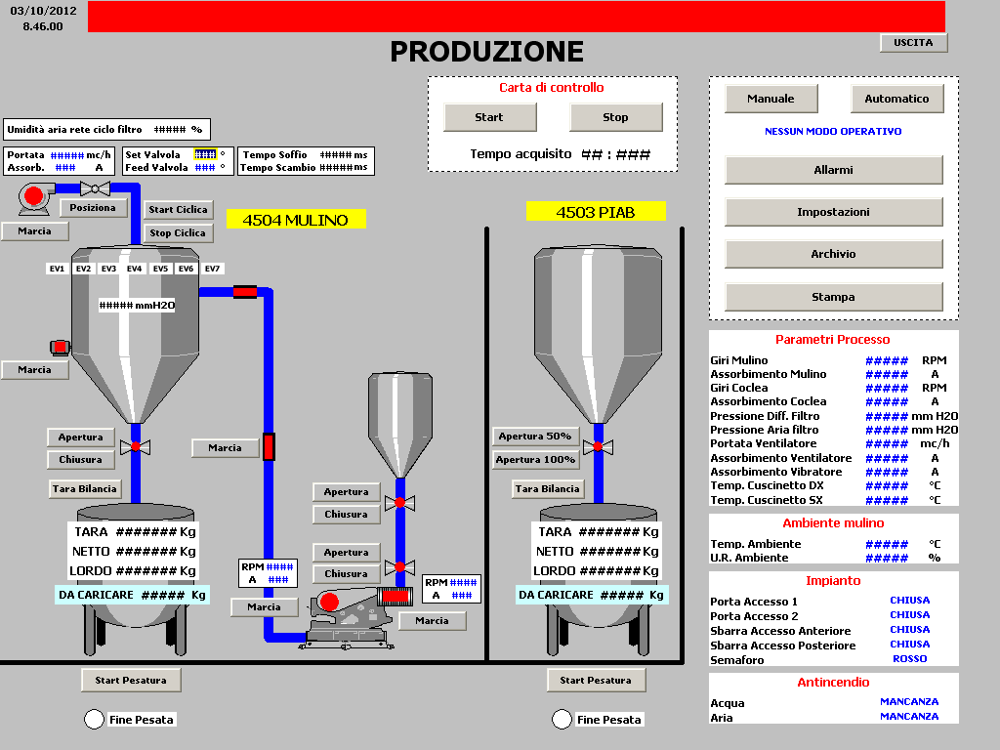 03/10/2012
8.46.00
PRODUZIONE
USCITA
Carta di controllo
Start Stop
Tempo acquisito ## : ###
Manuale Automatico
NESSUN MODO OPERATIVO
Allarmi
Impostazioni
Archivio
Stampa
Umidità aria rete ciclo filtro ##### %
Portata ##### mc/h
Assorb. ### A
Set Valvola #### °
Feed Valvola ### °
Tempo Soffio ##### ms
Tempo Scambio ##### ms
Posiziona
Marcia
Start Ciclica
Stop Ciclica
4504 MULINO
4503 PIAB
EV1 EV2 EV3 EV4 EV5 EV6 EV7
##### mmH2O
Marcia
Apertura
Chiusura
Tara Bilancia
Marcia
Apertura
Chiusura
Apertura
Chiusura
Apertura 50%
Apertura 100%
Tara Bilancia
TARA ####### Kg
NETTO ####### Kg
LORDO ####### Kg
DA CARICARE ##### Kg
RPM ####
A ###
Marcia
RPM ####
A ###
Marcia
TARA ####### Kg
NETTO ####### Kg
LORDO ####### Kg
DA CARICARE ##### Kg
Start Pesatura
Fine Pesata
Start Pesatura
Fine Pesata
Parametri Processo
Giri Mulino ##### RPM
Assorbimento Mulino ##### A
Giri Coclea ##### RPM
Assorbimento Coclea ##### A
Pressione Diff. Filtro ##### mm H2O
Pressione Aria filtro ##### mm H2O
Portata Ventilatore ##### mc/h
Assorbimento Ventilatore ##### A
Assorbimento Vibratore ##### A
Temp. Cuscinetto DX ##### °C
Temp. Cuscinetto SX ##### °C
Ambiente mulino
Temp. Ambiente ##### °C
U.R. Ambiente ##### %
Impianto
Porta Accesso 1 CHIUSA
Porta Accesso 2 CHIUSA
Sbarra Accesso Anteriore CHIUSA
Sbarra Accesso Posteriore CHIUSA
Semaforo ROSSO
Antincendio
Acqua MANCANZA
Aria MANCANZA